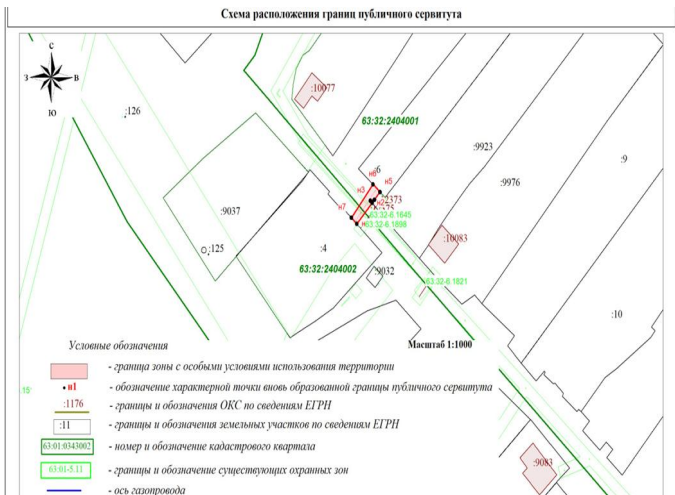 Схема расположения границ публичного сервитута
С
З
В
Ю
:126
:10077
63:32:2404001
:9923
:9
:6
н6
н5
:9976
н3
:2373
н2
:9037
н7
63:32-6.1645
63:32-6.1898
:10083
:125
:4
63:32:2404002
:9032
63:32-6.1821
:10
Масштаб 1:1000
Условные обозначения
- граница зоны с особыми условиями использования территории
н1 - обозначение характерной точки вновь образованной границы публичного сервитута
15'
:1176 - границы и обозначения ОКС по сведениям ЕГРН
:11 - границы и обозначения земельных участков по сведениям ЕГРН
63:01:0343002 - номер и обозначение кадастрового квартала
63:01-5.11 - границы и обозначение существующих охранных зон
:9083
- ось газопровода